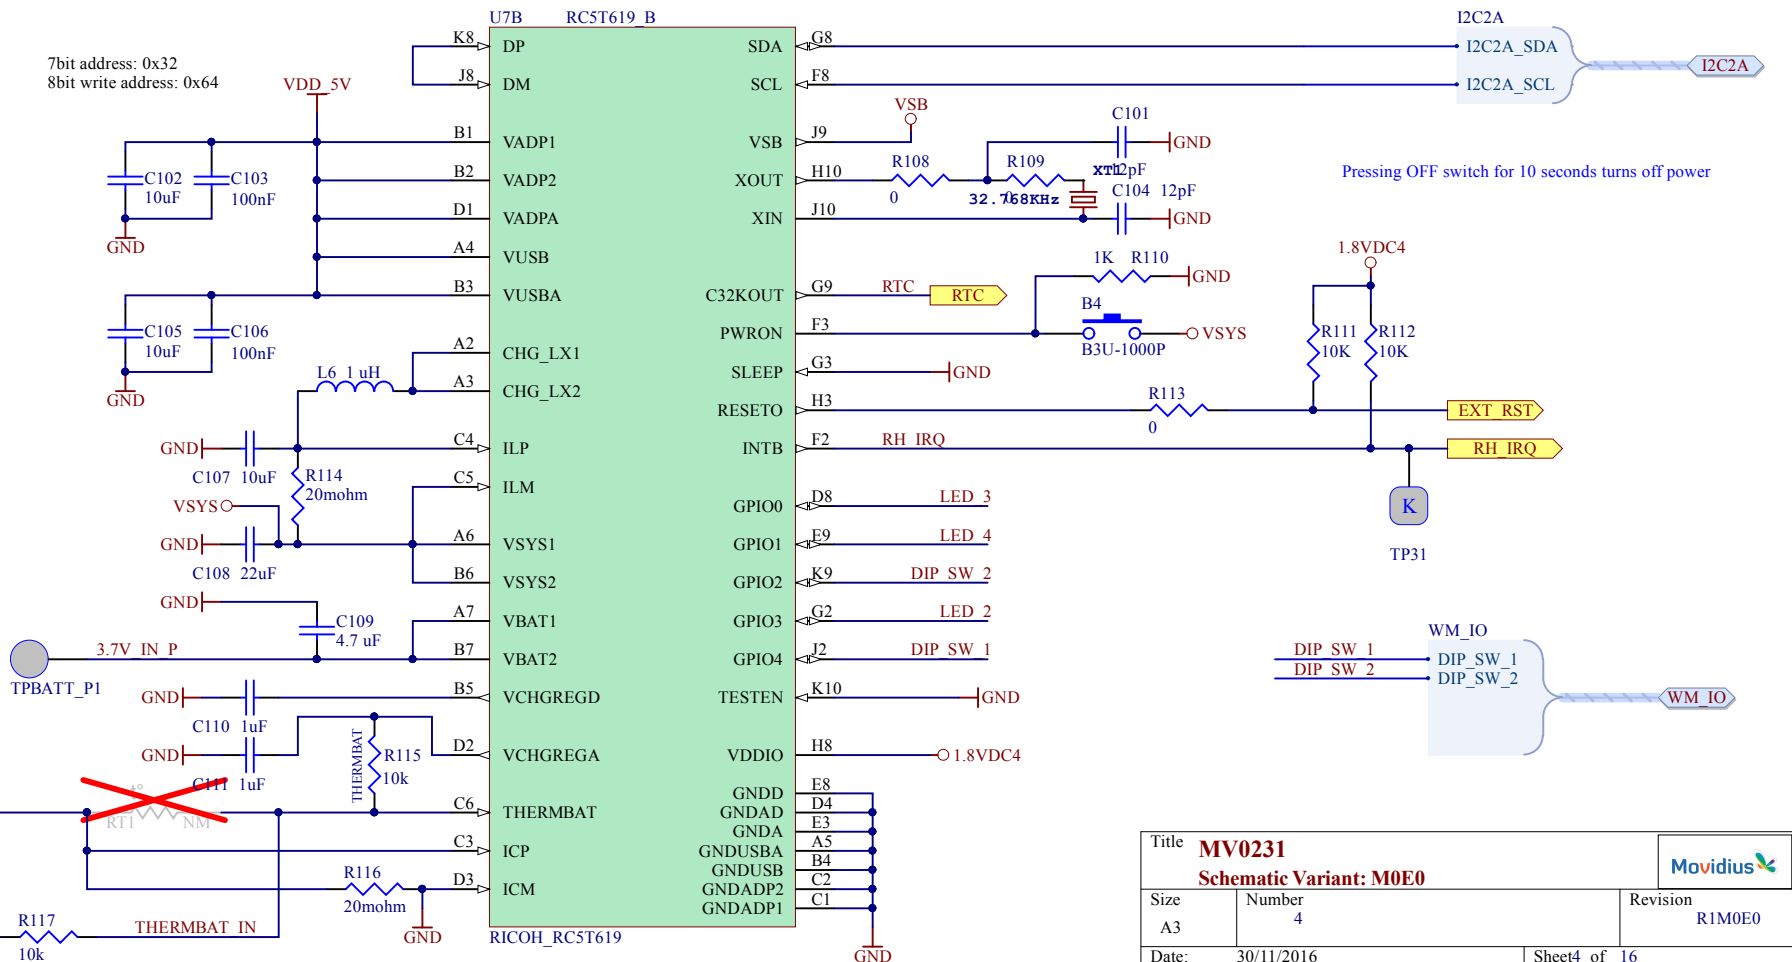 U7B RC5T619_B
I2C2A
7bit address: 0x32
8bit write address: 0x64
VDD_5V
K8 DP
J8 DM
B1 VADP1
B2 VADP2
D1 VADPA
A4 VUSB
B3 VUSBA
A2 CHG_LX1
A3 CHG_LX2
C4 ILP
C5 ILM
A6 VSYS1
B6 VSYS2
A7 VBAT1
B7 VBAT2
B5 VCHGREGD
D2 VCHGREGA
C6 THERMBAT
C3 ICP
D3 ICM
RICOH_RC5T619
C102
10uF
C103
100nF
GND
C105
10uF
C106
100nF
GND
L6 1 uH
GND
C107 10uF
R114
20mohm
VSYS
GND
C108 22uF
GND
C109
4.7 uF
3.7V_IN_P
TPBATT_P1
GND
C110 1uF
GND
C111 1uF
THERMBAT
R115
10k
t°
RT1 NM
R116
20mohm
GND
R117
10k
THERMBAT_IN
SDA G8
SCL F8
VSB J9
XOUT H10
XIN J10
C32KOUT G9
PWRON F3
SLEEP G3
RESETO H3
INTB F2
GPIO0 D8
GPIO1 E9
GPIO2 K9
GPIO3 G2
GPIO4 J2
TESTEN K10
VDDIO H8
GNDD E8
GNDAD D4
GNDA E3
GNDUSBA A5
GNDUSB B4
GNDADP2 C2
GNDADP1 C1
GND
I2C2A_SDA
I2C2A_SCL
I2C2A
VSB
C101
GND
R108
0
R109
0
XT1
12pF
32.768KHz
C104 12pF
GND
Pressing OFF switch for 10 seconds turns off power
1K R110
GND
RTC
RTC
B4
B3U-1000P
VSYS
GND
1.8VDC4
R111
10K
R112
10K
R113
0
EXT_RST
RH_IRQ
RH_IRQ
K
TP31
LED_3
LED_4
DIP_SW_2
LED_2
DIP_SW_1
GND
1.8VDC4
WM_IO
DIP_SW_1
DIP_SW_2
DIP_SW_1
DIP_SW_2
WM_IO
Title MV0231
Schematic Variant: M0E0
Movidius
Size
A3
Number
4
Revision
R1M0E0
Date: 30/11/2016
Sheet4 of 16